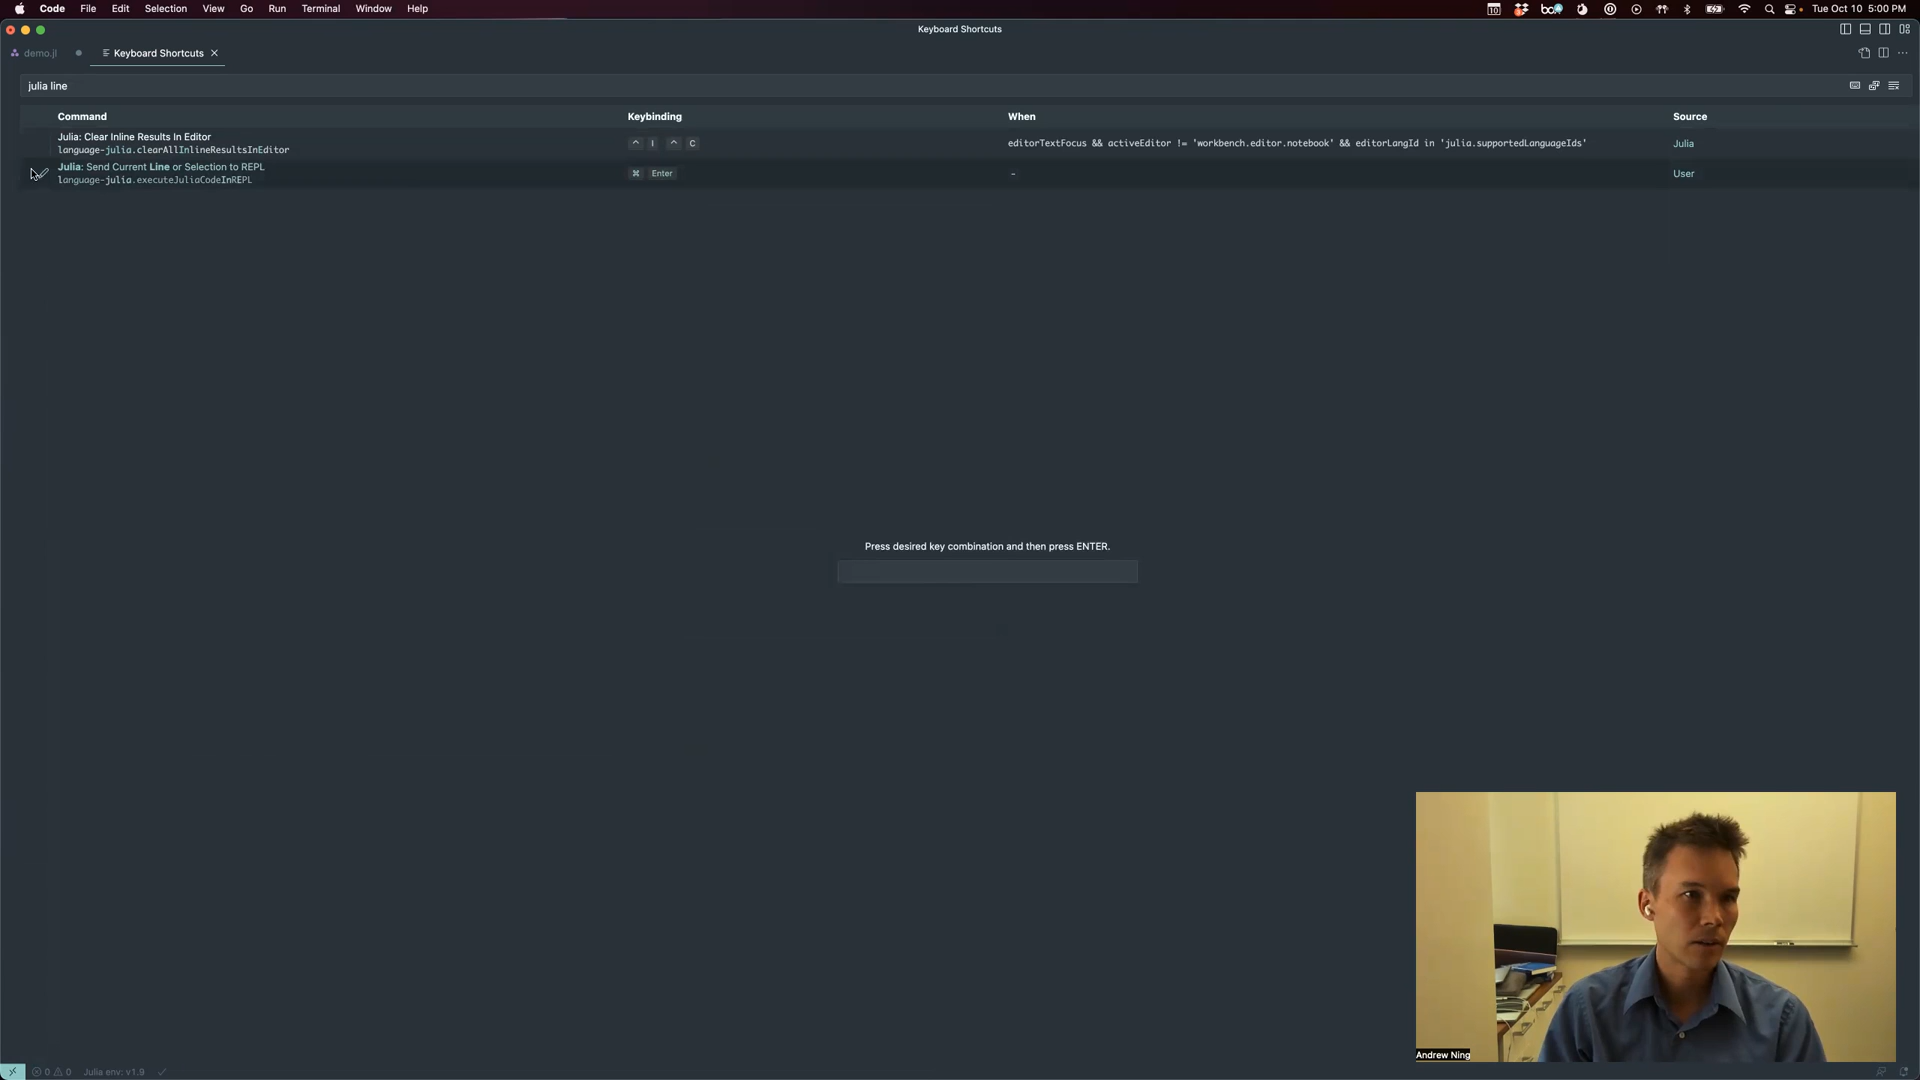 Code File Edit Selection View Go Run Terminal Window Help
10
Tue Oct 10 5:00 PM
Keyboard Shortcuts
demo.jl
Keyboard Shortcuts
julia line
Command Keybinding When Source
Julia: Clear Inline Results In Editor
language-julia.clearAllInlineResultsInEditor
^ I ^ C
editorTextFocus && activeEditor != 'workbench.editor.notebook' && editorLangId in 'julia.supportedLanguageIds'
Julia
Julia: Send Current Line or Selection to REPL
language-julia.executeJuliaCodeInREPL
⌘ Enter
-
User
Press desired key combination and then press ENTER.
Andrew Ning
0 0 Julia env: v1.9